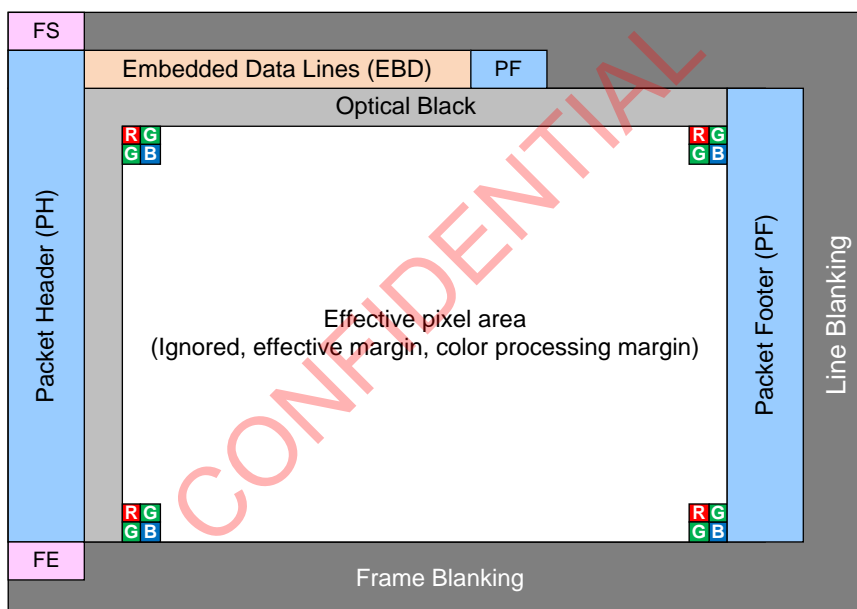 FS
Embedded Data Lines (EBD)
PF
Optical Black
R G
G B
R G
G B
Packet Header (PH)
Effective pixel area
(Ignored, effective margin, color processing margin)
Packet Footer (PF)
Line Blanking
CONFIDENTIAL
R G
G B
R G
G B
FE
Frame Blanking